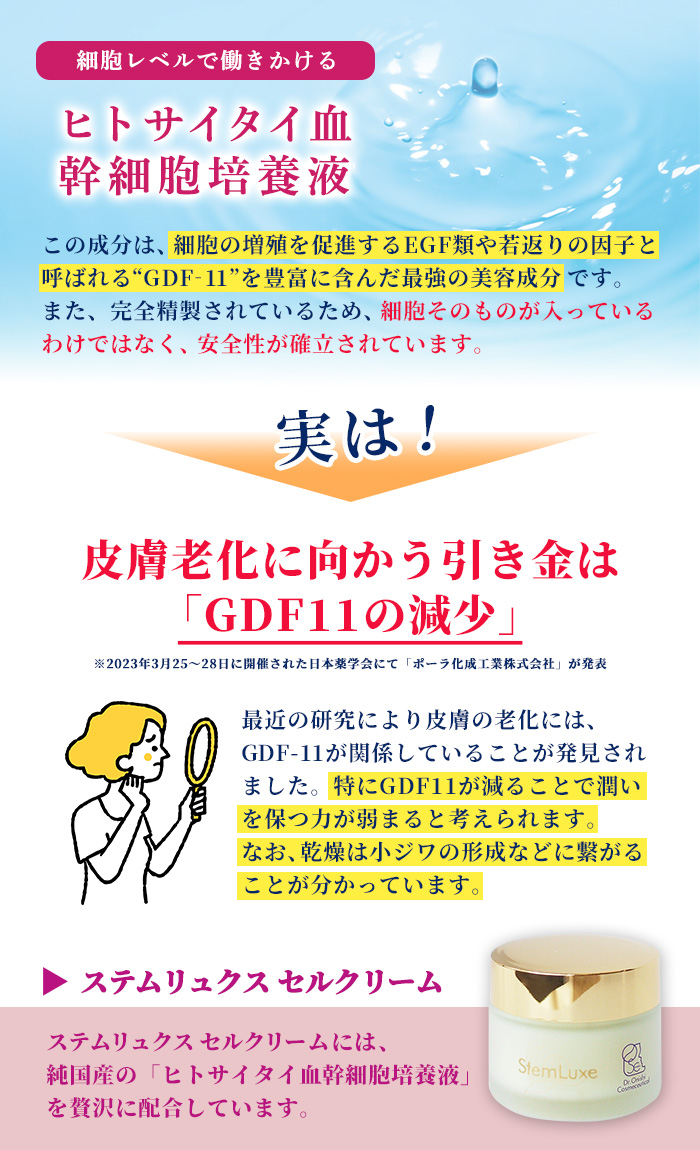 細胞レベルで働きかける
ヒトサイタイ血
幹細胞培養液
この成分は、細胞の増殖を促進するEGF類や若返りの因子と
呼ばれる“GDF-11”を豊富に含んだ最強の美容成分です。
また、完全精製されているため、細胞そのものが入っている
わけではなく、安全性が確立されています。
実は!
皮膚老化に向かう引き金は
「GDF11の減少」
※2023年3月25～28日に開催された日本薬学会にて「ポーラ化成工業株式会社」が発表
最近の研究により皮膚の老化には、
GDF-11が関係していることが発見され
ました。特にGDF11が減ることで潤い
を保つ力が弱まると考えられます。
なお、乾燥は小ジワの形成などに繋がる
ことが分かっています。
▶ ステムリュクス セルクリーム
ステムリュクス セルクリームには、
純国産の「ヒトサイタイ血幹細胞培養液」
を贅沢に配合しています。
StemLuxe
Dr. Onishi
Cosmeceutical